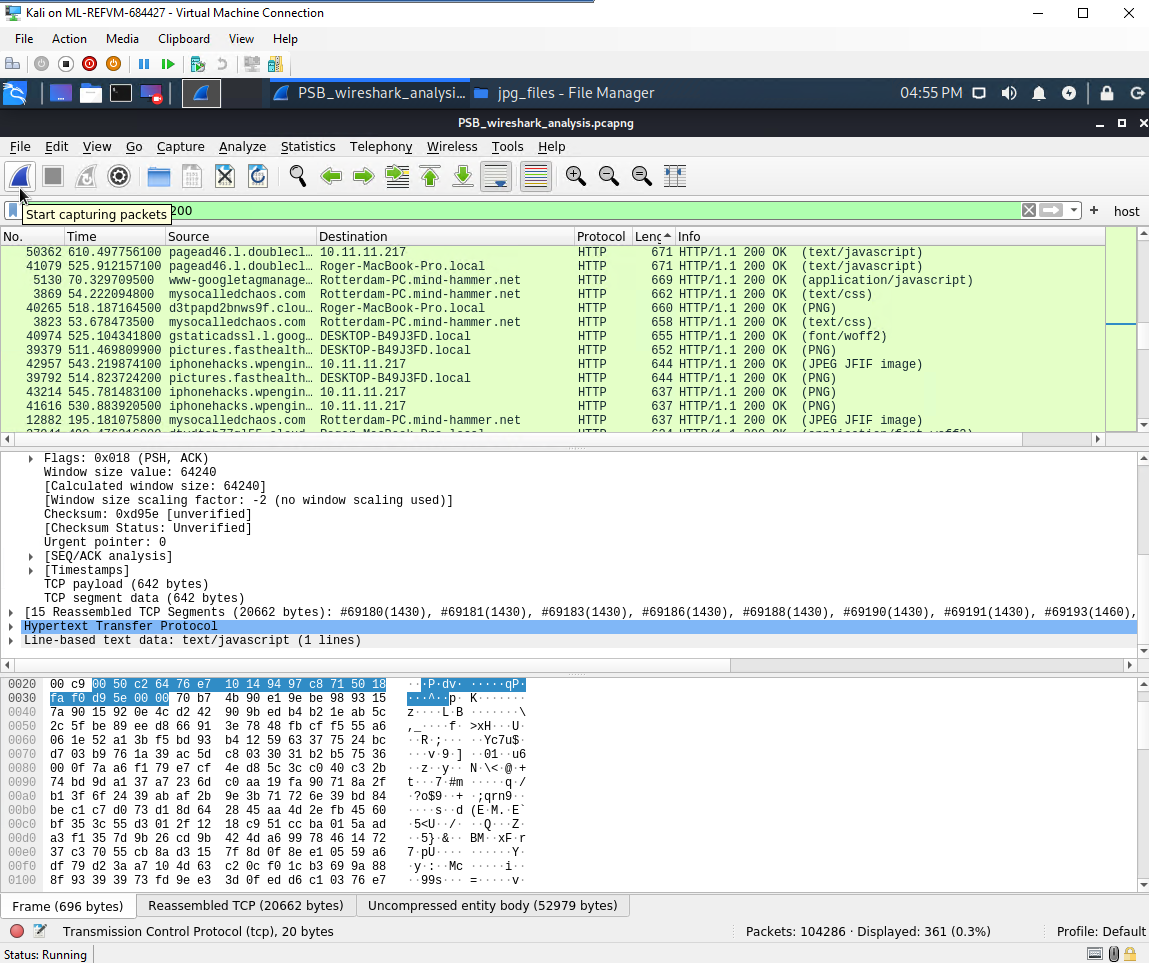 Kali on ML-REFVM-684427 - Virtual Machine Connection
File Action Media Clipboard View Help
PSB_wireshark_analysi... jpg_files - File Manager 04:55 PM
PSB_wireshark_analysis.pcapng
File Edit View Go Capture Analyze Statistics Telephony Wireless Tools Help
200 + host
Start capturing packets
No. Time Source Destination Protocol Leng Info
50362 610.497756100 pagead46.l.doublecl… 10.11.11.217 HTTP 671 HTTP/1.1 200 OK (text/javascript)
41079 525.912157100 pagead46.l.doublecl… Roger-MacBook-Pro.local HTTP 671 HTTP/1.1 200 OK (text/javascript)
5130 70.329709500 www-googletagmanage… Rotterdam-PC.mind-hammer.net HTTP 669 HTTP/1.1 200 OK (application/javascript)
3869 54.222094800 mysocalledchaos.com Rotterdam-PC.mind-hammer.net HTTP 662 HTTP/1.1 200 OK (text/css)
40265 518.187164500 d3tpapd2bnws9f.clou… Roger-MacBook-Pro.local HTTP 660 HTTP/1.1 200 OK (PNG)
3823 53.678473500 mysocalledchaos.com Rotterdam-PC.mind-hammer.net HTTP 658 HTTP/1.1 200 OK (text/css)
40974 525.104341800 gstaticadssl.l.goog… DESKTOP-B49J3FD.local HTTP 655 HTTP/1.1 200 OK (font/woff2)
39379 511.469809900 pictures.fasthealth… DESKTOP-B49J3FD.local HTTP 652 HTTP/1.1 200 OK (PNG)
42957 543.219874100 iphonehacks.wpengin… 10.11.11.217 HTTP 644 HTTP/1.1 200 OK (JPEG JFIF image)
39792 514.823724200 pictures.fasthealth… DESKTOP-B49J3FD.local HTTP 644 HTTP/1.1 200 OK (PNG)
43214 545.781483100 iphonehacks.wpengin… 10.11.11.217 HTTP 637 HTTP/1.1 200 OK (PNG)
41616 530.883920500 iphonehacks.wpengin… 10.11.11.217 HTTP 637 HTTP/1.1 200 OK (PNG)
12882 195.181075800 mysocalledchaos.com Rotterdam-PC.mind-hammer.net HTTP 637 HTTP/1.1 200 OK (JPEG JFIF image)
Flags: 0x018 (PSH, ACK)
Window size value: 64240
[Calculated window size: 64240]
[Window size scaling factor: -2 (no window scaling used)]
Checksum: 0xd95e [unverified]
[Checksum Status: Unverified]
Urgent pointer: 0
[SEQ/ACK analysis]
[Timestamps]
TCP payload (642 bytes)
TCP segment data (642 bytes)
[15 Reassembled TCP Segments (20662 bytes): #69180(1430), #69181(1430), #69183(1430), #69186(1430), #69188(1430), #69190(1430), #69191(1430), #69193(1460),
Hypertext Transfer Protocol
Line-based text data: text/javascript (1 lines)
0020 00 c9 00 50 c2 64 76 e7 10 14 94 97 c8 71 50 18 ···P·dv· ·····qP·
0030 fa f0 d9 5e 00 00 70 b7 4b 90 e1 9e be 98 93 15 ···^··p· K·······
0040 7a 90 15 92 0e 4c d2 42 90 9b ed b4 b2 1e ab 5c z····L·B ·······\
0050 2c 5f be 89 ee d8 66 91 3e 78 48 fb cf f5 55 a6 ,_····f· >xH···U·
0060 06 1e 52 a1 3b f5 bd 93 b4 12 59 63 37 75 24 bc ··R·;··· ··Yc7u$·
0070 d7 03 b9 76 1a 39 ac 5d c8 03 30 31 b2 b5 75 36 ···v·9·] ··01··u6
0080 00 0f 7a a6 f1 79 e7 cf 4e d8 5c 3c c0 40 c3 2b ··z··y·· N·\<·@·+
0090 74 bd 9d a1 37 a7 23 6d c0 aa 19 fa 90 71 8a 2f t···7·#m ·····q·/
00a0 b1 3f 6f 24 39 ab af 2b 9e 3b 71 72 6e 39 bd 84 ·?o$9··+ ·;qrn9··
00b0 be c1 c7 d0 73 d1 8d 64 28 45 aa 4d 2e fb 45 60 ····s··d (E·M.·E`
00c0 bf 35 3c 55 d3 01 2f 12 18 c9 51 cc ba 01 5a ad ·5<U··/· ··Q···Z·
00d0 a3 f1 35 7d 9b 26 cd 9b 42 4d a6 99 78 46 14 72 ··5}·&·· BM··xF·r
00e0 37 c3 70 55 cb 8a d3 15 7f 8d 0f 8e e1 05 59 a6 7·pU···· ······Y·
00f0 df 79 d2 3a a7 10 4d 63 c2 0c f0 1c b3 69 9a 88 ·y·:··Mc ·····i··
0100 8f 93 39 39 73 fd 9e e3 3d 0f ed d6 c1 03 76 e7 ··99s··· =·····v·
Frame (696 bytes) Reassembled TCP (20662 bytes) Uncompressed entity body (52979 bytes)
Transmission Control Protocol (tcp), 20 bytes Packets: 104286 · Displayed: 361 (0.3%) Profile: Default
Status: Running